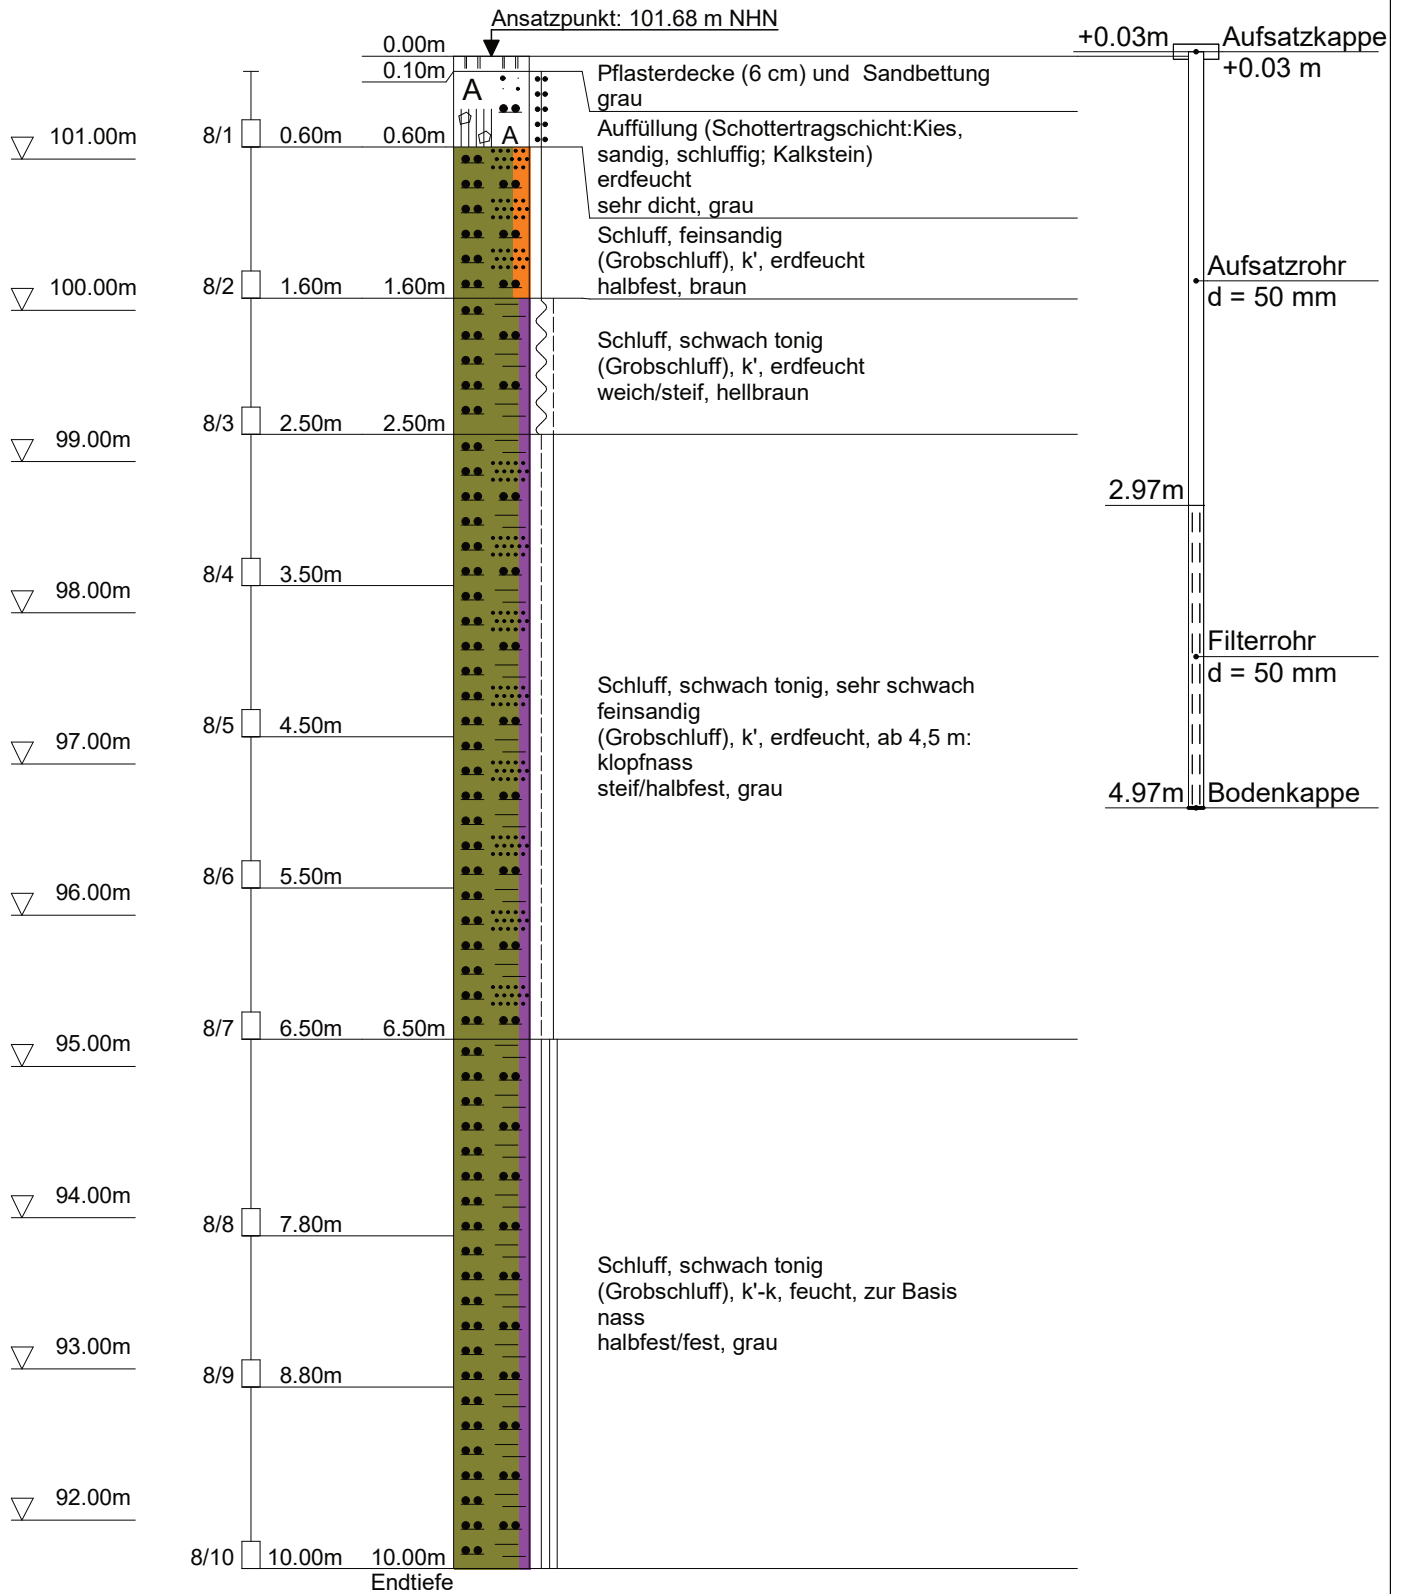 Ansatzpunkt: 101.68 m NHN
0.00m
0.10m
A
A
Pflasterdecke (6 cm) und Sandbettung
grau
Auffüllung (Schottertragschicht:Kies,
sandig, schluffig; Kalkstein)
erdfeucht
sehr dicht, grau
101.00m
8/1 0.60m 0.60m
Schluff, feinsandig
(Grobschluff), k', erdfeucht
halbfest, braun
100.00m
8/2 1.60m 1.60m
Schluff, schwach tonig
(Grobschluff), k', erdfeucht
weich/steif, hellbraun
99.00m
8/3 2.50m 2.50m
98.00m
8/4 3.50m
Schluff, schwach tonig, sehr schwach
feinsandig
(Grobschluff), k', erdfeucht, ab 4,5 m:
klopfnass
steif/halbfest, grau
97.00m
8/5 4.50m
96.00m
8/6 5.50m
95.00m
8/7 6.50m 6.50m
94.00m
8/8 7.80m
Schluff, schwach tonig
(Grobschluff), k'-k, feucht, zur Basis
nass
halbfest/fest, grau
93.00m
8/9 8.80m
92.00m
8/10 10.00m 10.00m
Endtiefe
+0.03m Aufsatzkappe
+0.03 m
Aufsatzrohr
d = 50 mm
2.97m
Filterrohr
d = 50 mm
4.97m Bodenkappe